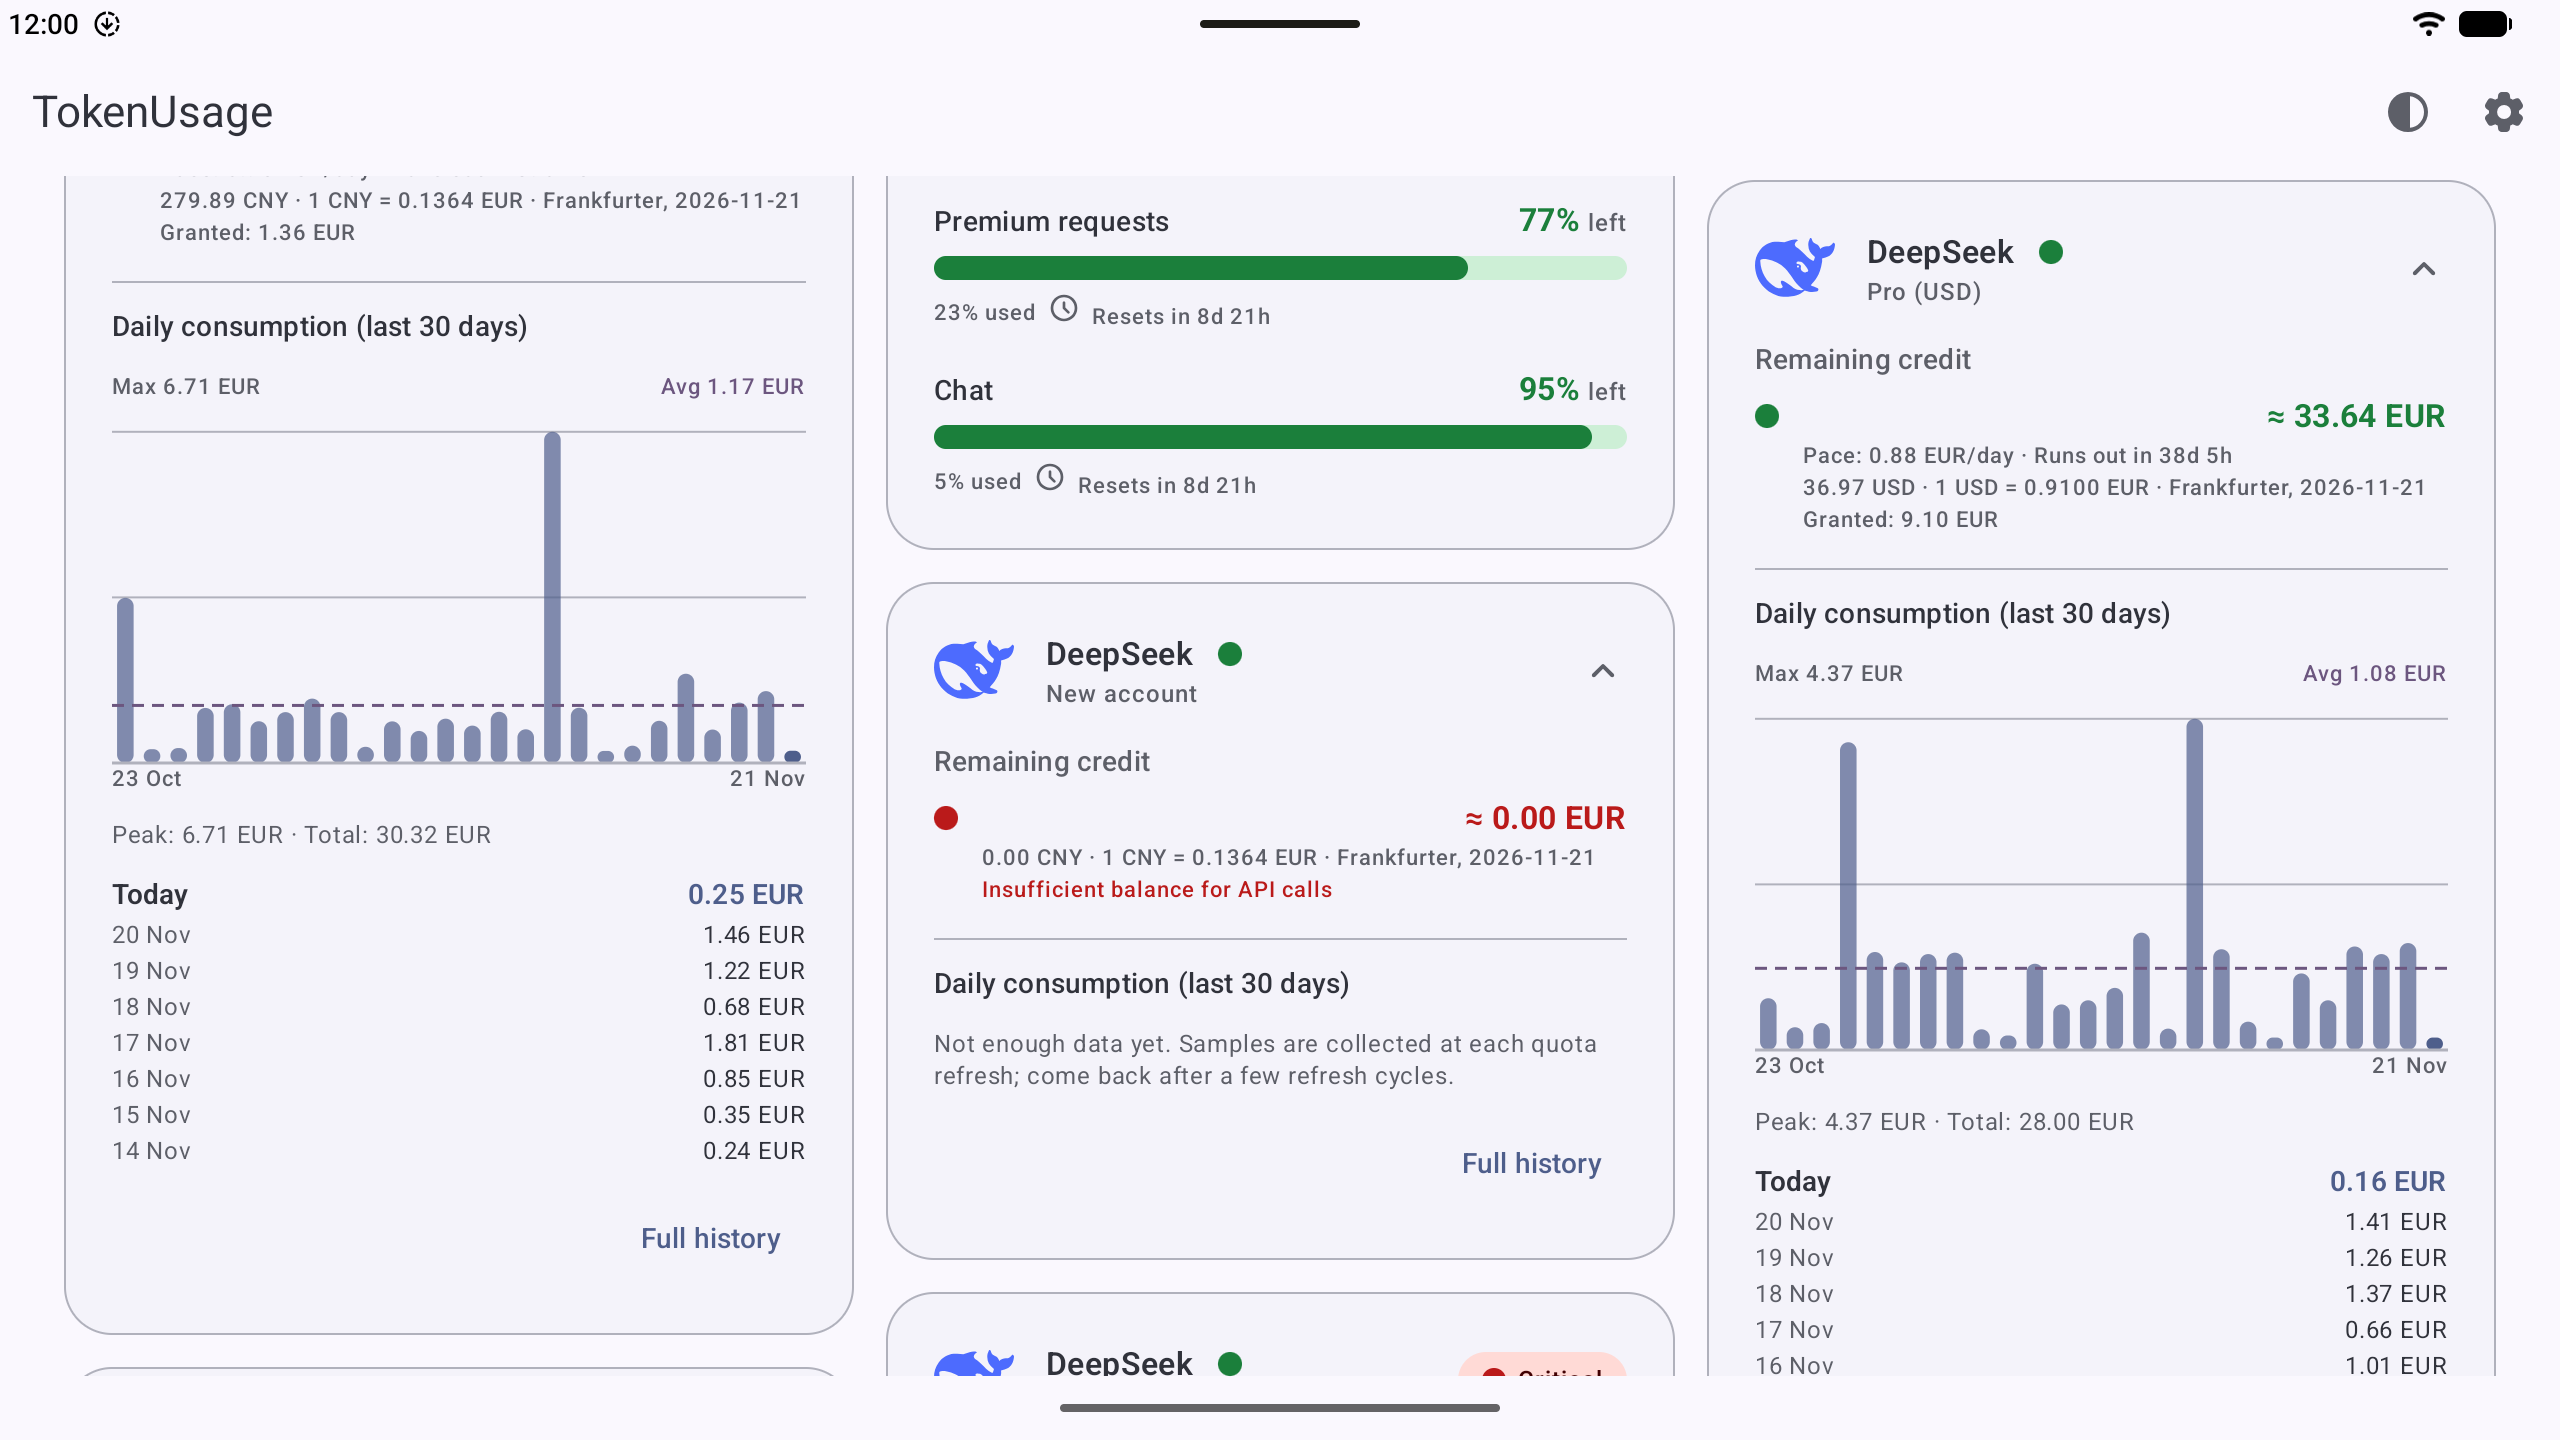 12:00
TokenUsage
279.89 CNY · 1 CNY = 0.1364 EUR · Frankfurter, 2026-11-21
Granted: 1.36 EUR
Daily consumption (last 30 days)
Max 6.71 EUR
Avg 1.17 EUR
23 Oct
21 Nov
Peak: 6.71 EUR · Total: 30.32 EUR
Today 0.25 EUR
20 Nov 1.46 EUR
19 Nov 1.22 EUR
18 Nov 0.68 EUR
17 Nov 1.81 EUR
16 Nov 0.85 EUR
15 Nov 0.35 EUR
14 Nov 0.24 EUR
Full history
Premium requests 77% left
23% used Resets in 8d 21h
Chat 95% left
5% used Resets in 8d 21h
DeepSeek
New account
Remaining credit
≈ 0.00 EUR
0.00 CNY · 1 CNY = 0.1364 EUR · Frankfurter, 2026-11-21
Insufficient balance for API calls
Daily consumption (last 30 days)
Not enough data yet. Samples are collected at each quota
refresh; come back after a few refresh cycles.
Full history
DeepSeek
Critical
DeepSeek
Pro (USD)
Remaining credit
≈ 33.64 EUR
Pace: 0.88 EUR/day · Runs out in 38d 5h
36.97 USD · 1 USD = 0.9100 EUR · Frankfurter, 2026-11-21
Granted: 9.10 EUR
Daily consumption (last 30 days)
Max 4.37 EUR
Avg 1.08 EUR
23 Oct
21 Nov
Peak: 4.37 EUR · Total: 28.00 EUR
Today 0.16 EUR
20 Nov 1.41 EUR
19 Nov 1.26 EUR
18 Nov 1.37 EUR
17 Nov 0.66 EUR
16 Nov 1.01 EUR